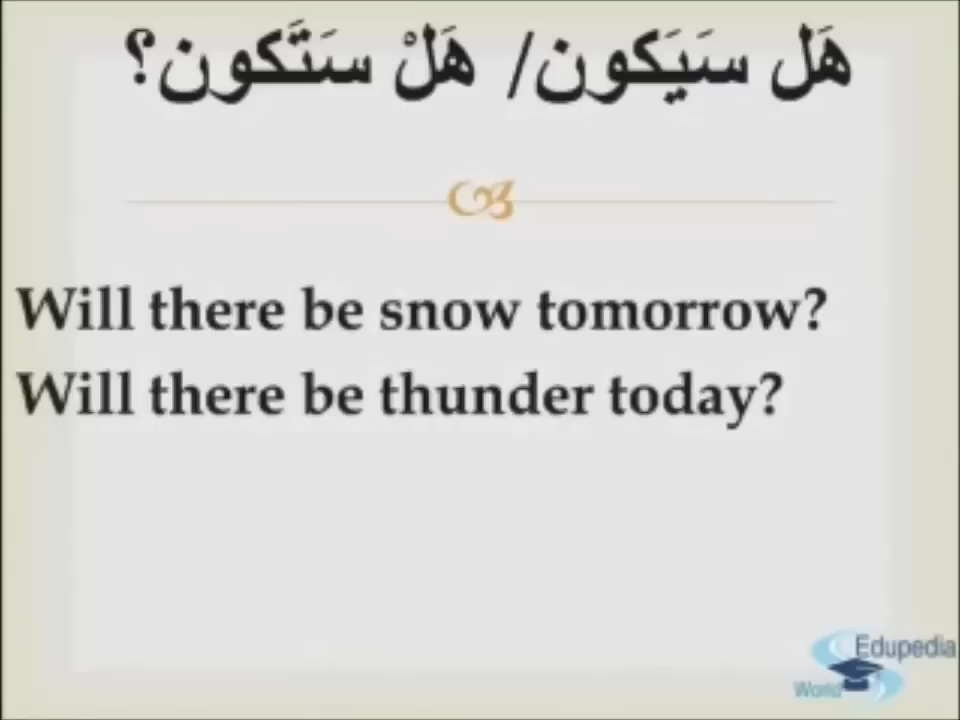 هَل سَيَكون/ هَلْ سَتَكون؟
Will there be snow tomorrow?
Will there be thunder today?
Edupedia
World